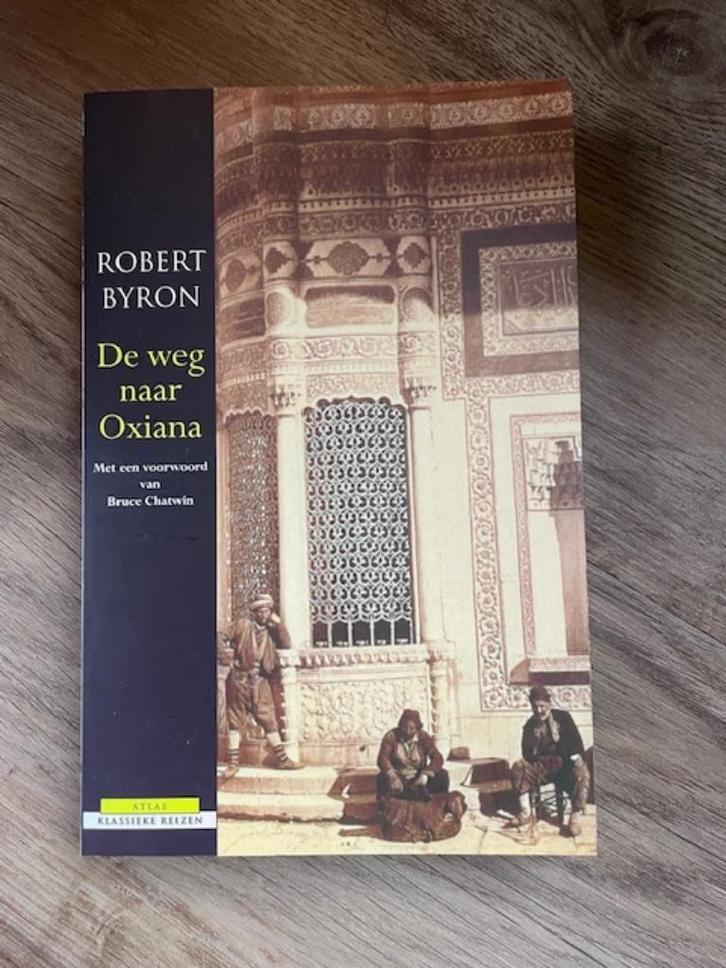 ROBERT
BYRON
De weg
naar
Oxiana
Met een voorwoord
van
Bruce Chatwin
ATLAS
KLASSIEKE REIZEN